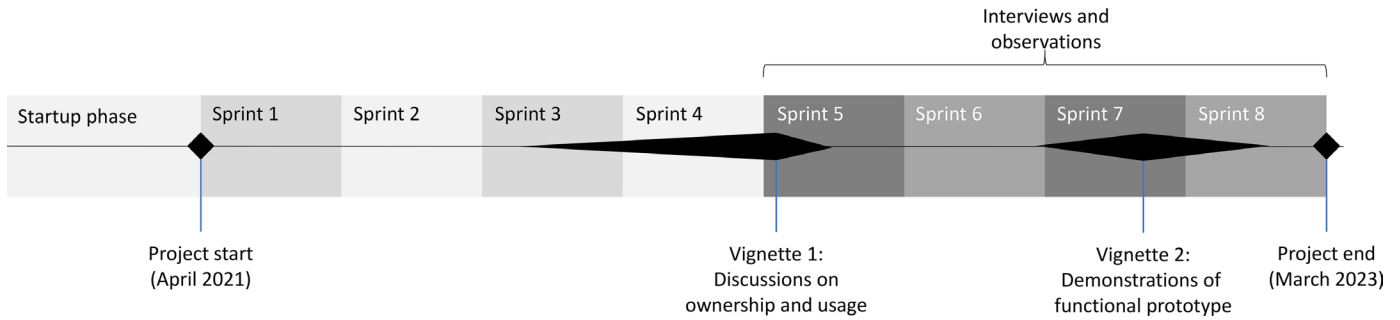 Interviews and
observations
Startup phase
Sprint 1
Sprint 2
Sprint 3
Sprint 4
Sprint 5
Sprint 6
Sprint 7
Sprint 8
Project start
(April 2021)
Vignette 1:
Discussions on
ownership and usage
Vignette 2:
Demonstrations of
functional prototype
Project end
(March 2023)